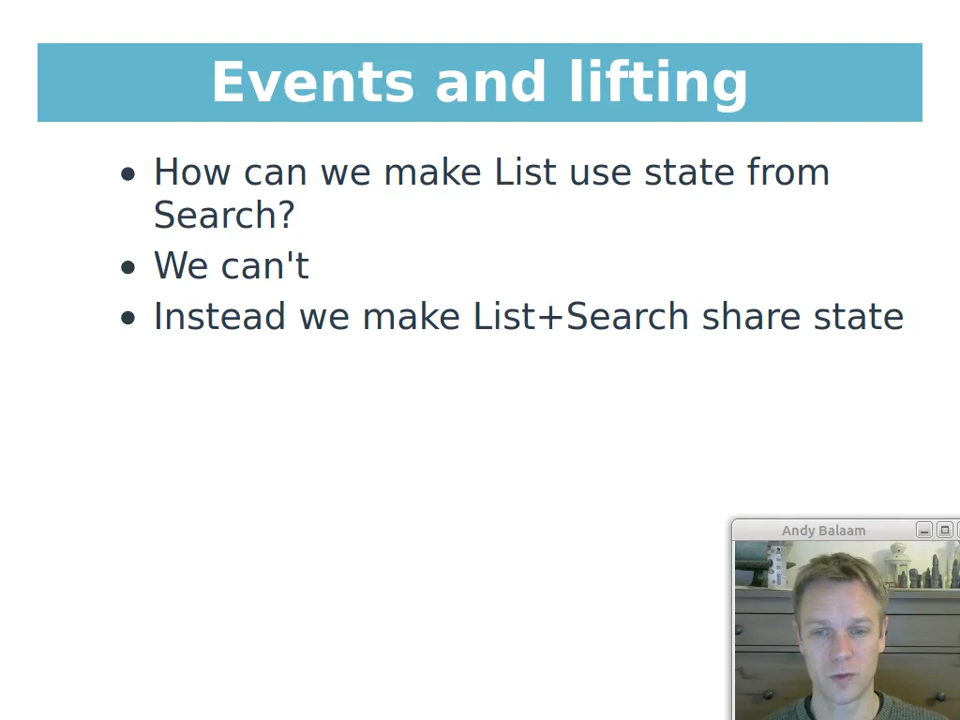 Events and lifting
How can we make List use state from
Search?
We can't
Instead we make List+Search share state
Andy Balaam